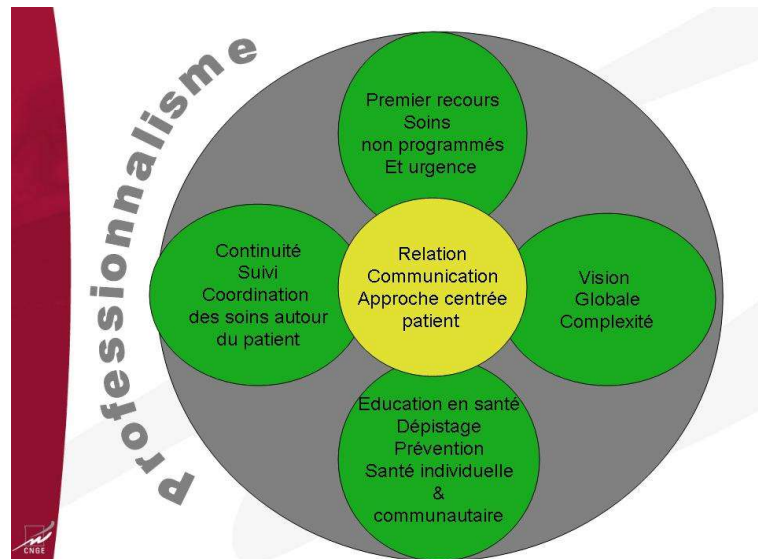 Professionnalisme
Premier recours
Soins
non programmés
Et urgence
Continuité
Suivi
Coordination
des soins autour
du patient
Relation
Communication
Approche centrée
patient
Vision
Globale
Complexité
Education en santé
Dépistage
Prévention
Santé individuelle
&
communautaire
CNGE